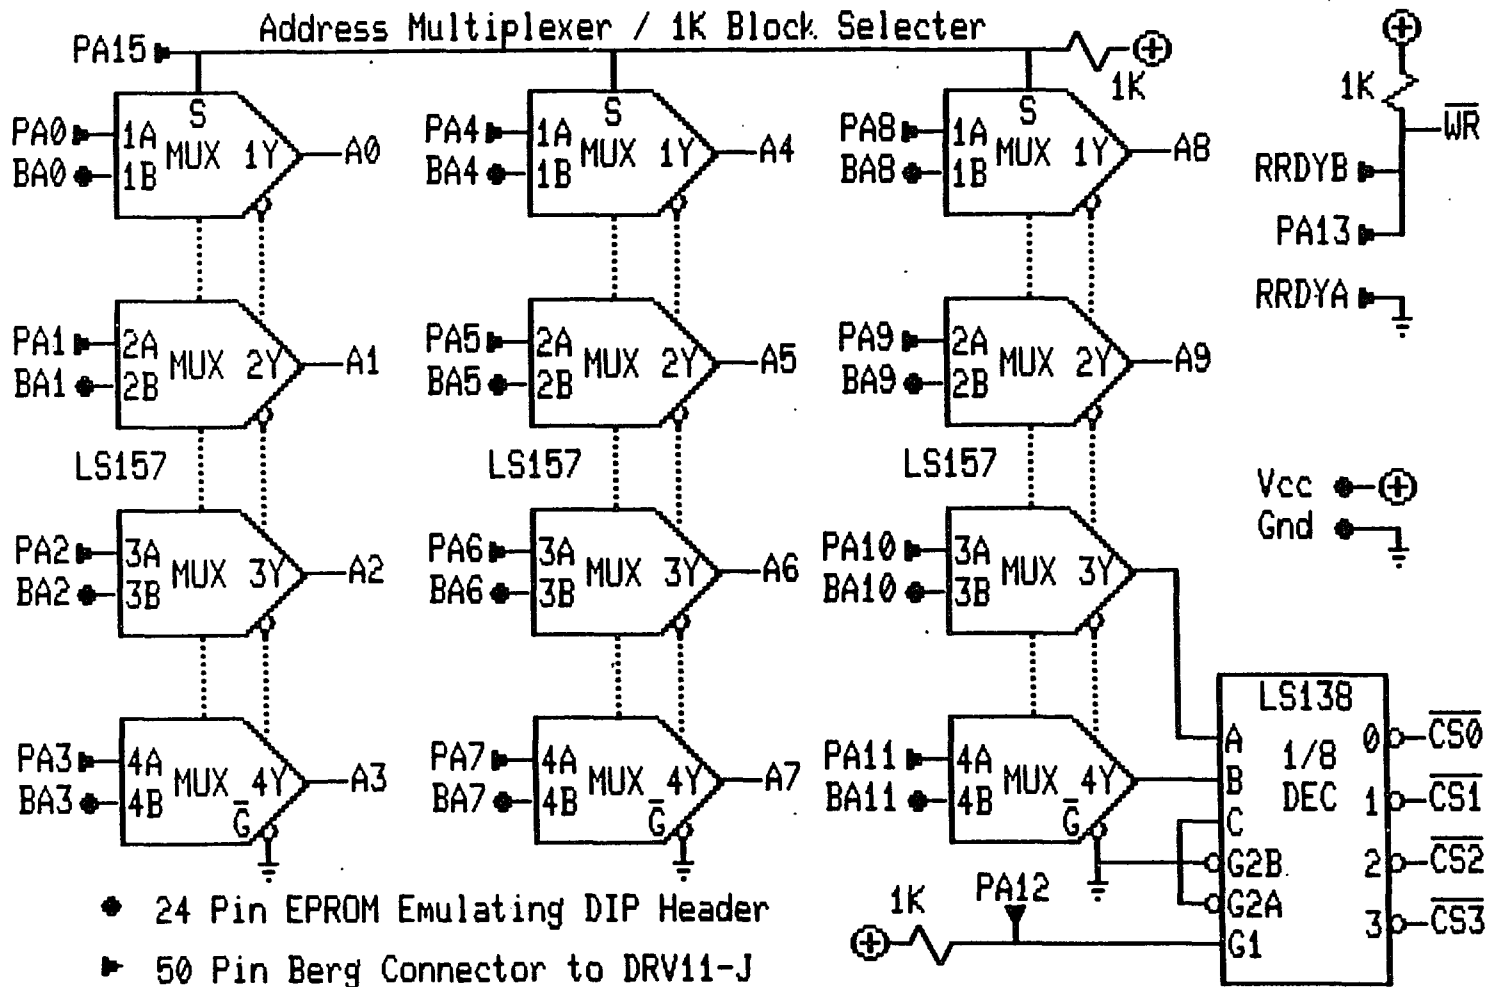 Address Multiplexer / 1K Block Selecter
PA15
1K
1K
WR
S
S
S
PA0 1A MUX 1Y A0
BA0 1B
PA4 1A MUX 1Y A4
BA4 1B
PA8 1A MUX 1Y A8
BA8 1B
RRDYB
PA13
RRDYA
PA1 2A MUX 2Y A1
BA1 2B
PA5 2A MUX 2Y A5
BA5 2B
PA9 2A MUX 2Y A9
BA9 2B
LS157
LS157
LS157
Vcc
Gnd
PA2 3A MUX 3Y A2
BA2 3B
PA6 3A MUX 3Y A6
BA6 3B
PA10 3A MUX 3Y
BA10 3B
PA3 4A MUX 4Y A3
BA3 4B G
PA7 4A MUX 4Y A7
BA7 4B G
PA11 4A MUX 4Y
BA11 4B G
LS138
1/8
DEC
A 0 CS0
B 1 CS1
C
G2B 2 CS2
G2A 3 CS3
G1
1K
PA12
24 Pin EPROM Emulating DIP Header
50 Pin Berg Connector to DRV11-J